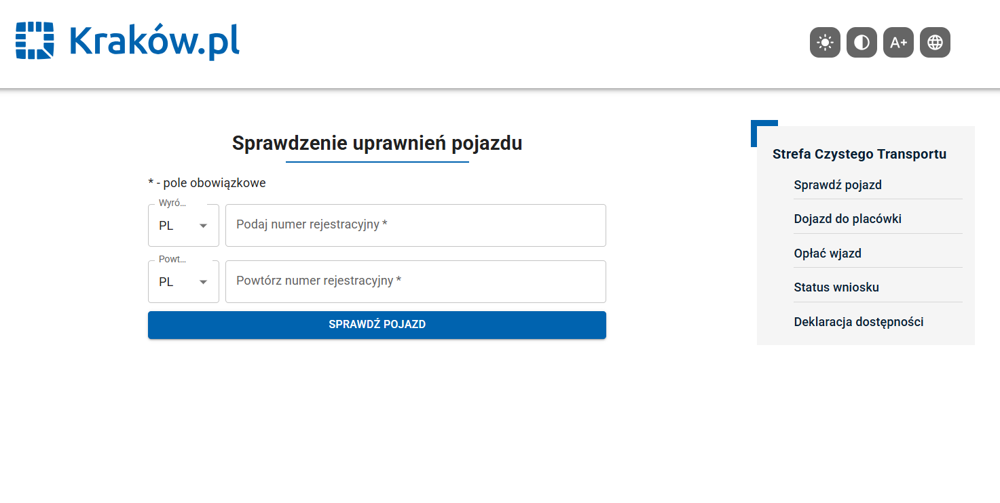 Kraków.pl
A+
Sprawdzenie uprawnień pojazdu
* - pole obowiązkowe
Wyró...
PL
Podaj numer rejestracyjny *
Powt...
PL
Powtórz numer rejestracyjny *
SPRAWDŹ POJAZD
Strefa Czystego Transportu
Sprawdź pojazd
Dojazd do placówki
Opłać wjazd
Status wniosku
Deklaracja dostępności